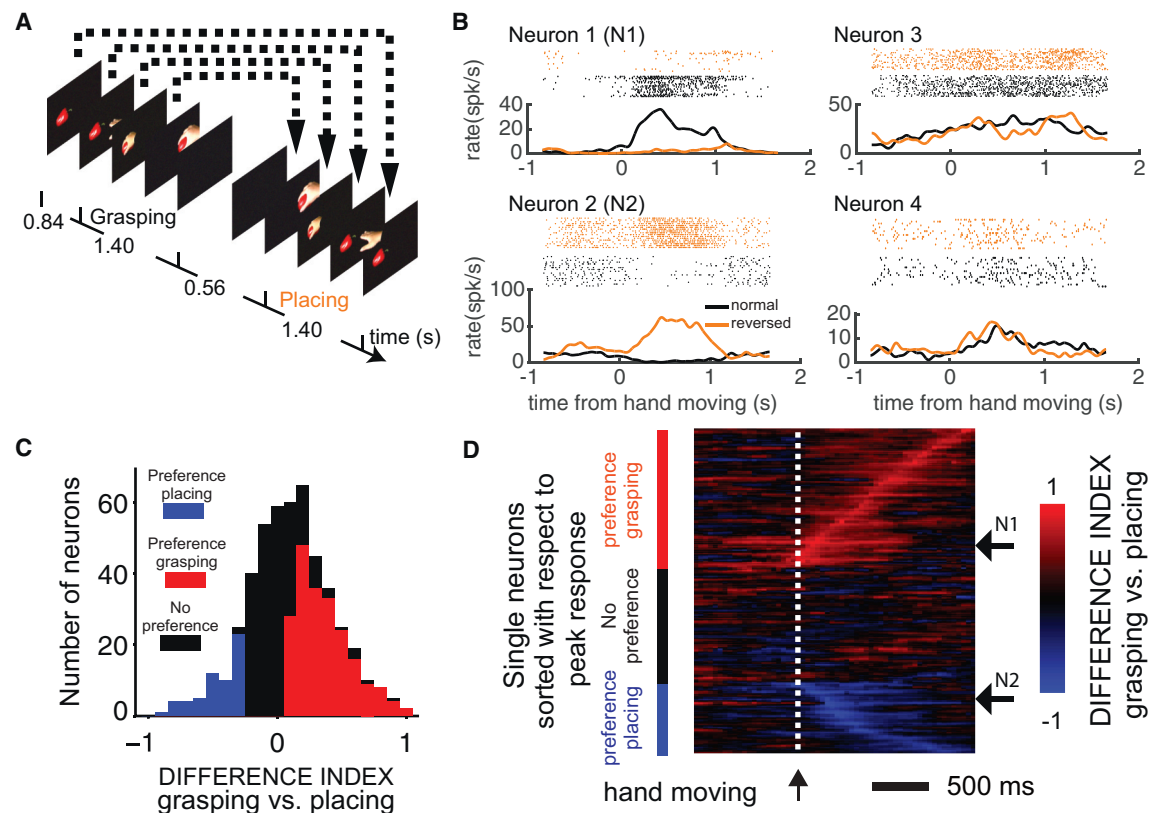 A
0.84
Grasping
1.40
0.56
Placing
1.40
time (s)
B
Neuron 1 (N1)
rate(spk/s)
40
20
0
-1
0
1
2
Neuron 3
50
0
-1
0
1
2
Neuron 2 (N2)
rate(spk/s)
100
50
0
normal
reversed
-1
0
1
2
time from hand moving (s)
Neuron 4
20
10
0
-1
0
1
2
time from hand moving (s)
C
Number of neurons
60
40
20
0
Preference
placing
Preference
grasping
No
preference
−1
0
1
DIFFERENCE INDEX
grasping vs. placing
D
Single neurons
sorted with respect to
peak response
preference
grasping
No
preference
preference
placing
N1
N2
1
-1
DIFFERENCE INDEX
grasping vs. placing
hand moving
500 ms